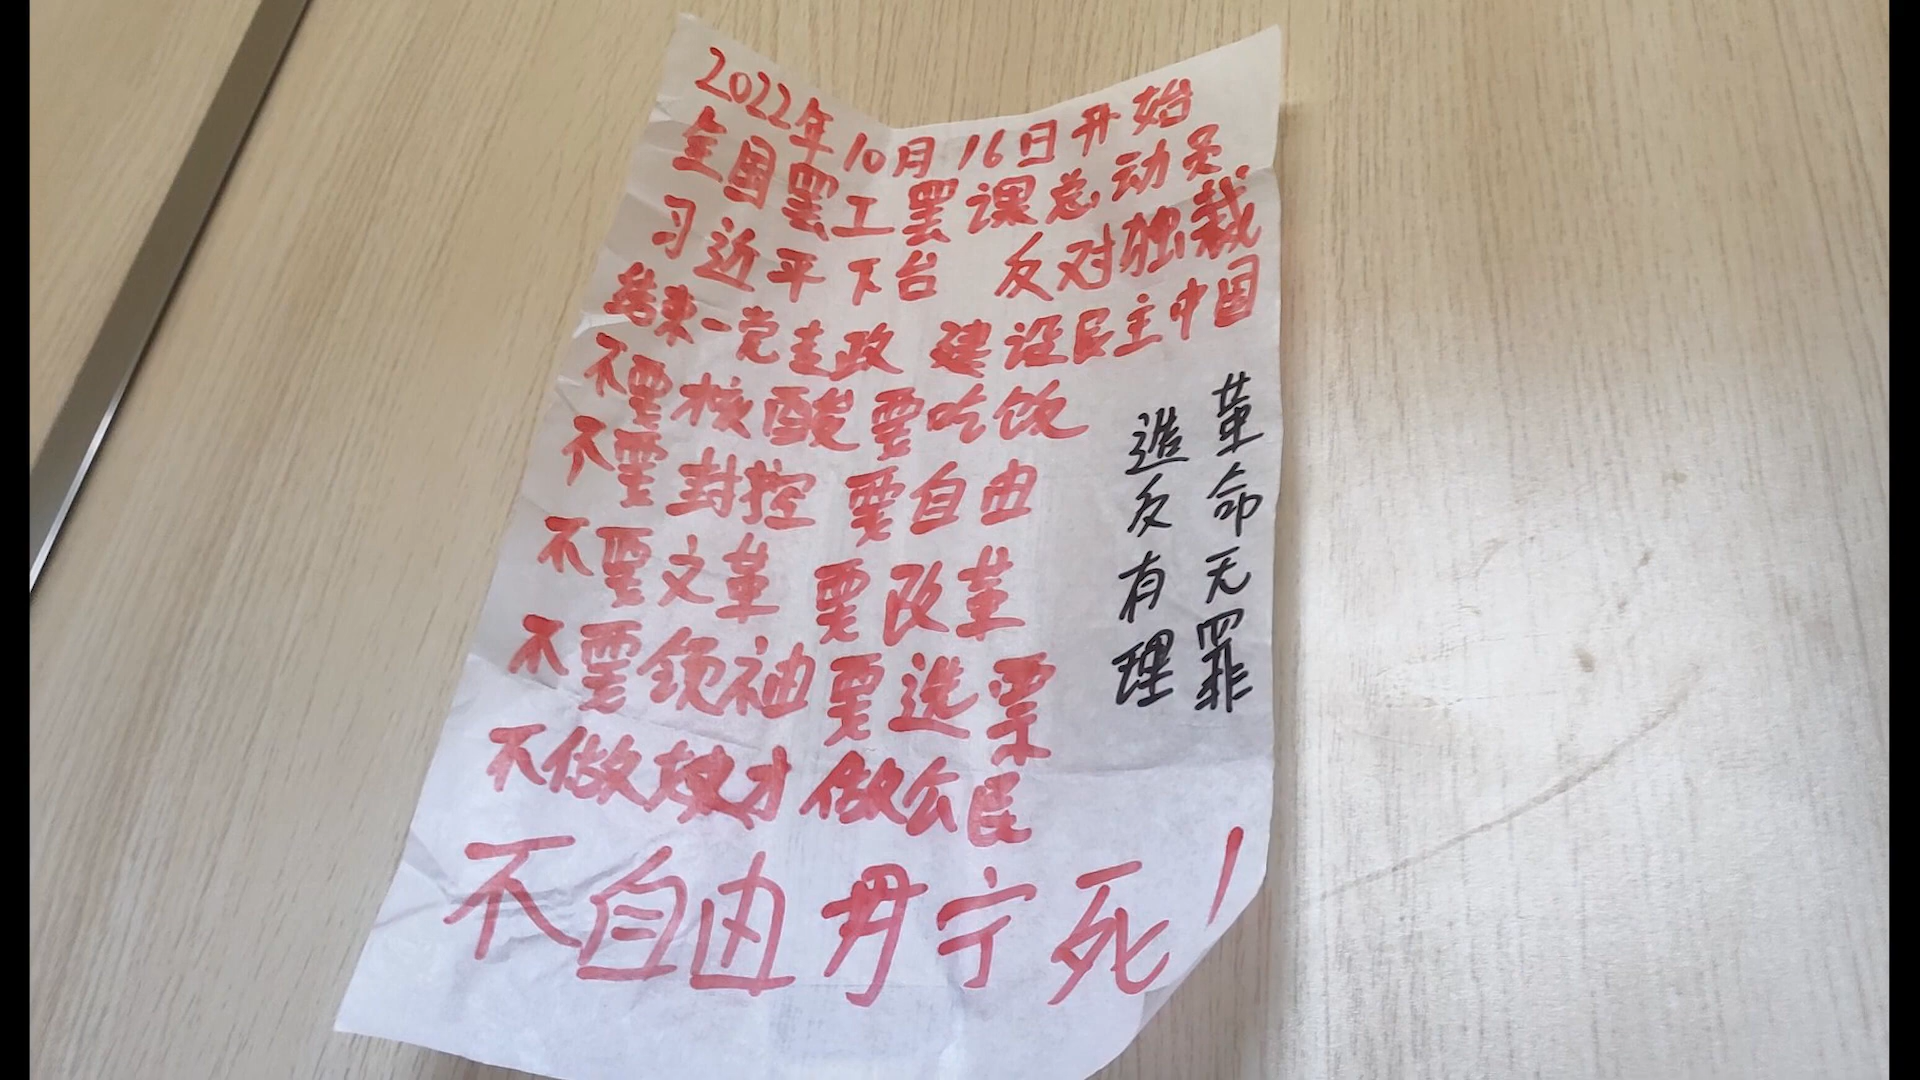 2022年10月16日开始
全国罢工罢课总动员
习近平下台 反对独裁
结束一党专政 建设民主中国
不要核酸要吃饭
不要封控 要自由
不要文革 要改革
不要领袖要选票
不做奴才做公民
不自由毋宁死！
革命无罪
造反有理